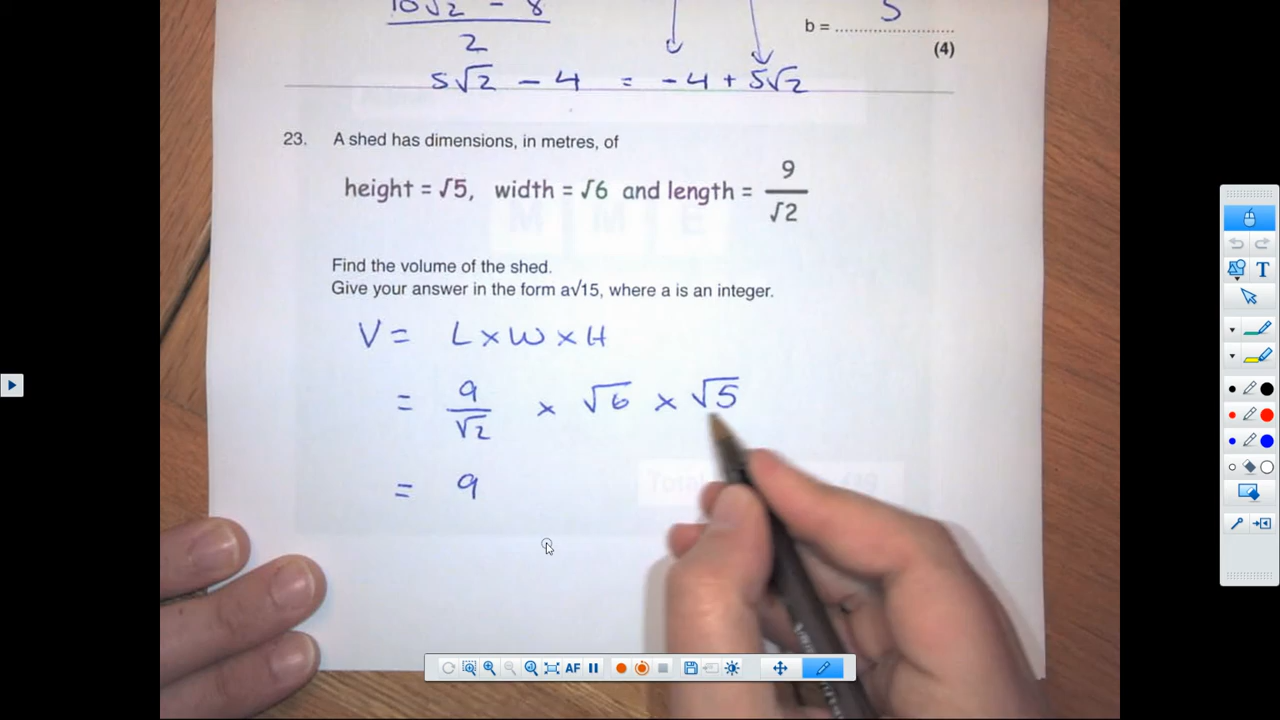 10√2 - 8
2
b = 5
(4)
5√2 - 4 = -4 + 5√2
23. A shed has dimensions, in metres, of
height = √5, width = √6 and length = 9/√2
M M E
Find the volume of the shed.
Give your answer in the form a√15, where a is an integer.
V = L × W × H
= 9/√2 × √6 × √5
= 9
AF
T